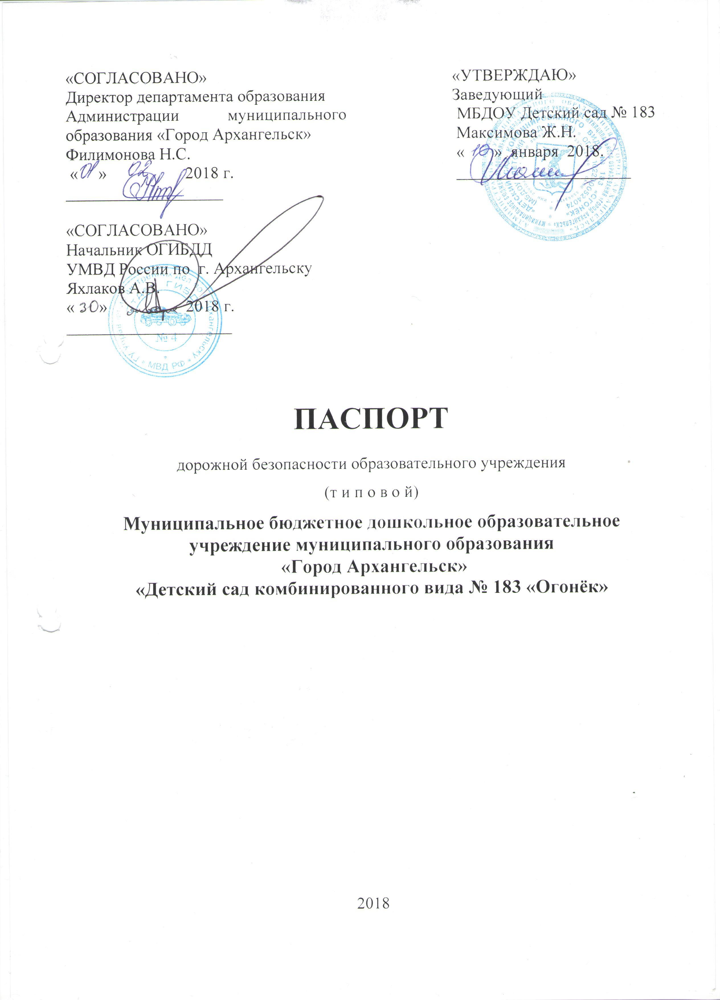 «СОГЛАСОВАНО»
Директор департамента образования
Администрации муниципального
образования «Город Архангельск»
Филимонова Н.С.
«01» 02 2018 г.
«УТВЕРЖДАЮ»
Заведующий
МБДОУ Детский сад № 183
Максимова Ж.Н.
« » января 2018.
«СОГЛАСОВАНО»
Начальник ОГИБДД
УМВД России по г. Архангельску
Яхлаков А.В.
«30» января 2018 г.
№ 4
* МВД РФ *
ПАСПОРТ
дорожной безопасности образовательного учреждения
(т и п о в о й)
Муниципальное бюджетное дошкольное образовательное
учреждение муниципального образования
«Город Архангельск»
«Детский сад комбинированного вида № 183 «Огонёк»
2018